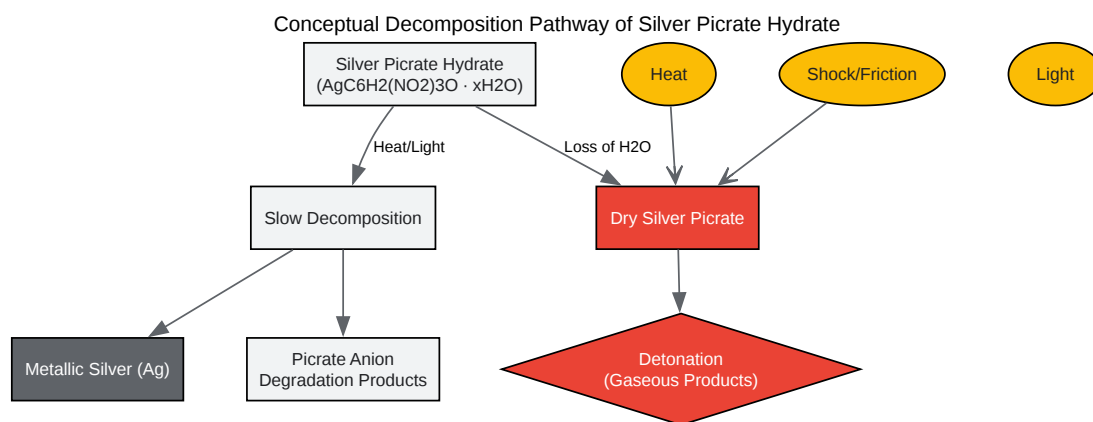 Conceptual Decomposition Pathway of Silver Picrate Hydrate
Silver Picrate Hydrate
(AgC6H2(NO2)3O · xH2O)
Heat
Shock/Friction
Light
Heat/Light
Loss of H2O
Slow Decomposition
Dry Silver Picrate
Metallic Silver (Ag)
Picrate Anion
Degradation Products
Detonation
(Gaseous Products)